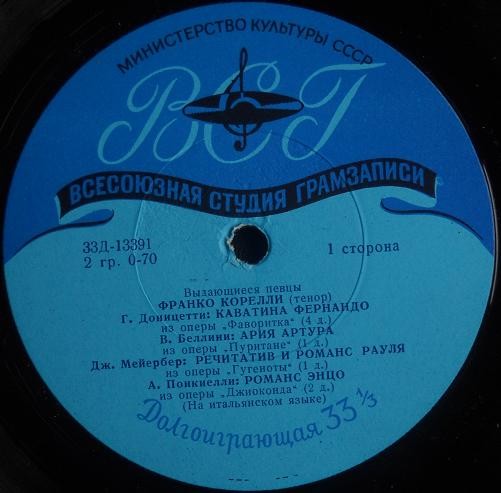 МИНИСТЕРСТВО КУЛЬТУРЫ СССР
ВСГ
ВСЕСОЮЗНАЯ СТУДИЯ ГРАМЗАПИСИ
33Д-13391
2 гр. 0-70
1 сторона
Выдающиеся певцы
ФРАНКО КОРЕЛЛИ (тенор)
Г. Доницетти: КАВАТИНА ФЕРНАНДО
из оперы „Фаворитка“ (4 д.)
В. Беллини: АРИЯ АРТУРА
из оперы „Пуритане“ (1 д.)
Дж. Мейербер: РЕЧИТАТИВ И РОМАНС РАУЛЯ
из оперы „Гугеноты“ (1 д.)
А. Понкиелли: РОМАНС ЭНЦО
из оперы „Джиоконда“ (2 д.)
(На итальянском языке)
Долгоиграющая 33 1/3